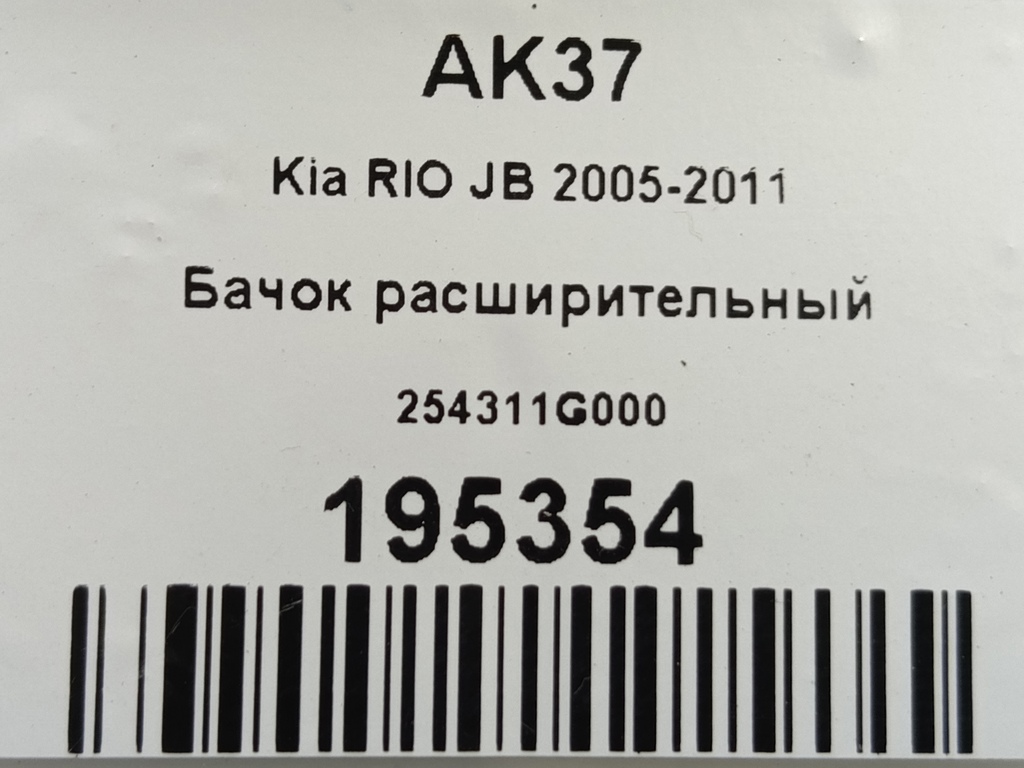 AK37
Kia RIO JB 2005-2011
Бачок расширительный
254311G000
195354